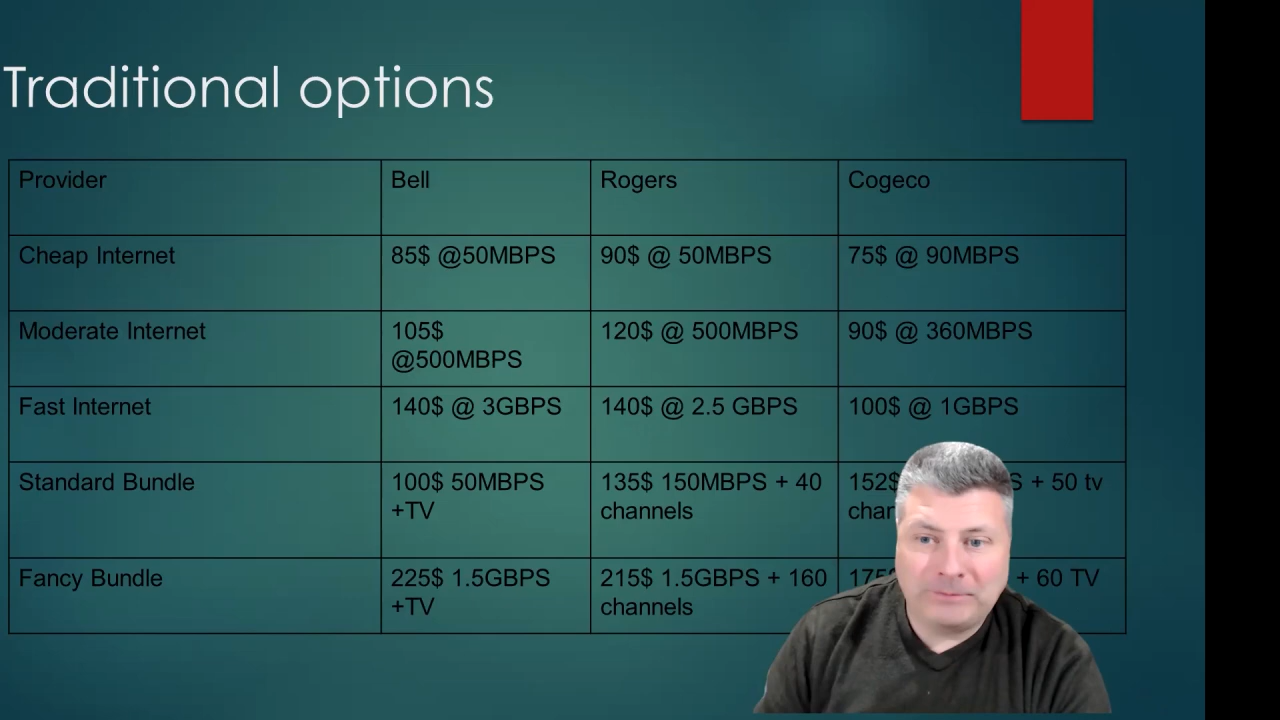 Traditional options
Provider
Bell
Rogers
Cogeco
Cheap Internet
85$ @50MBPS
90$ @ 50MBPS
75$ @ 90MBPS
Moderate Internet
105$
@500MBPS
120$ @ 500MBPS
90$ @ 360MBPS
Fast Internet
140$ @ 3GBPS
140$ @ 2.5 GBPS
100$ @ 1GBPS
Standard Bundle
100$ 50MBPS
+TV
135$ 150MBPS + 40
channels
152$ + 50 tv
Fancy Bundle
225$ 1.5GBPS
+TV
215$ 1.5GBPS + 160
channels
+ 60 TV